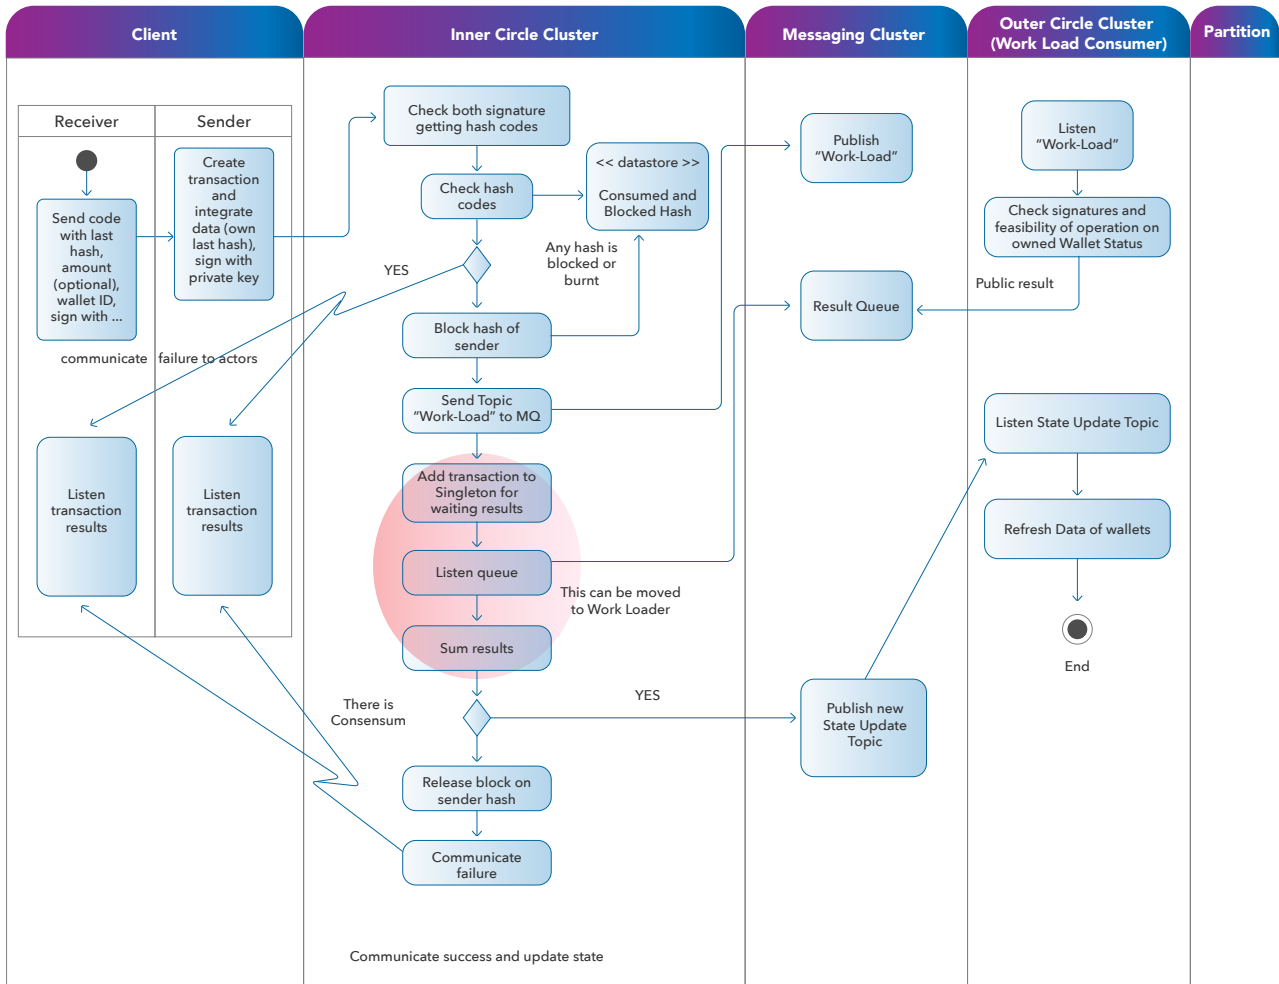 Client
Inner Circle Cluster
Messaging Cluster
Outer Circle Cluster
(Work Load Consumer)
Partition
Receiver
Sender
Send code
with last
hash,
amount
(optional),
wallet ID,
sign with ...
Create
transaction
and
integrate
data (own
last hash),
sign with
private key
communicate failure to actors
Listen
transaction
results
Listen
transaction
results
Check both signature
getting hash codes
Check hash
codes
<< datastore >>
Consumed and
Blocked Hash
Any hash is
blocked or
burnt
YES
Block hash of
sender
Send Topic
“Work-Load” to MQ
Add transaction to
Singleton for
waiting results
Listen queue
This can be moved
to Work Loader
Sum results
There is
Consensum
YES
Release block on
sender hash
Communicate
failure
Communicate success and update state
Publish
“Work-Load”
Result Queue
Publish new
State Update
Topic
Listen
“Work-Load”
Check signatures and
feasibility of operation on
owned Wallet Status
Public result
Listen State Update Topic
Refresh Data of wallets
End